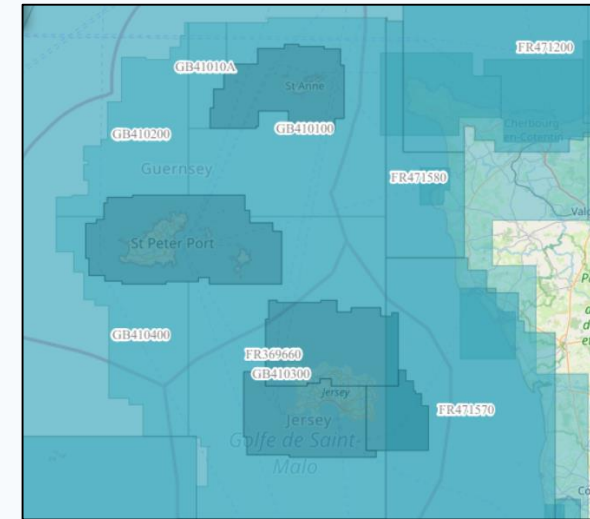 FR471200
GB41010A
St Anne
Cherbourg
-en-Cotentin
GB410200
GB410100
Guernsey
FR471580
Valo
St Peter Port
GB410400
FR369660
GB410300
Jersey
Jersey
FR471570
Golfe de Saint-
Malo